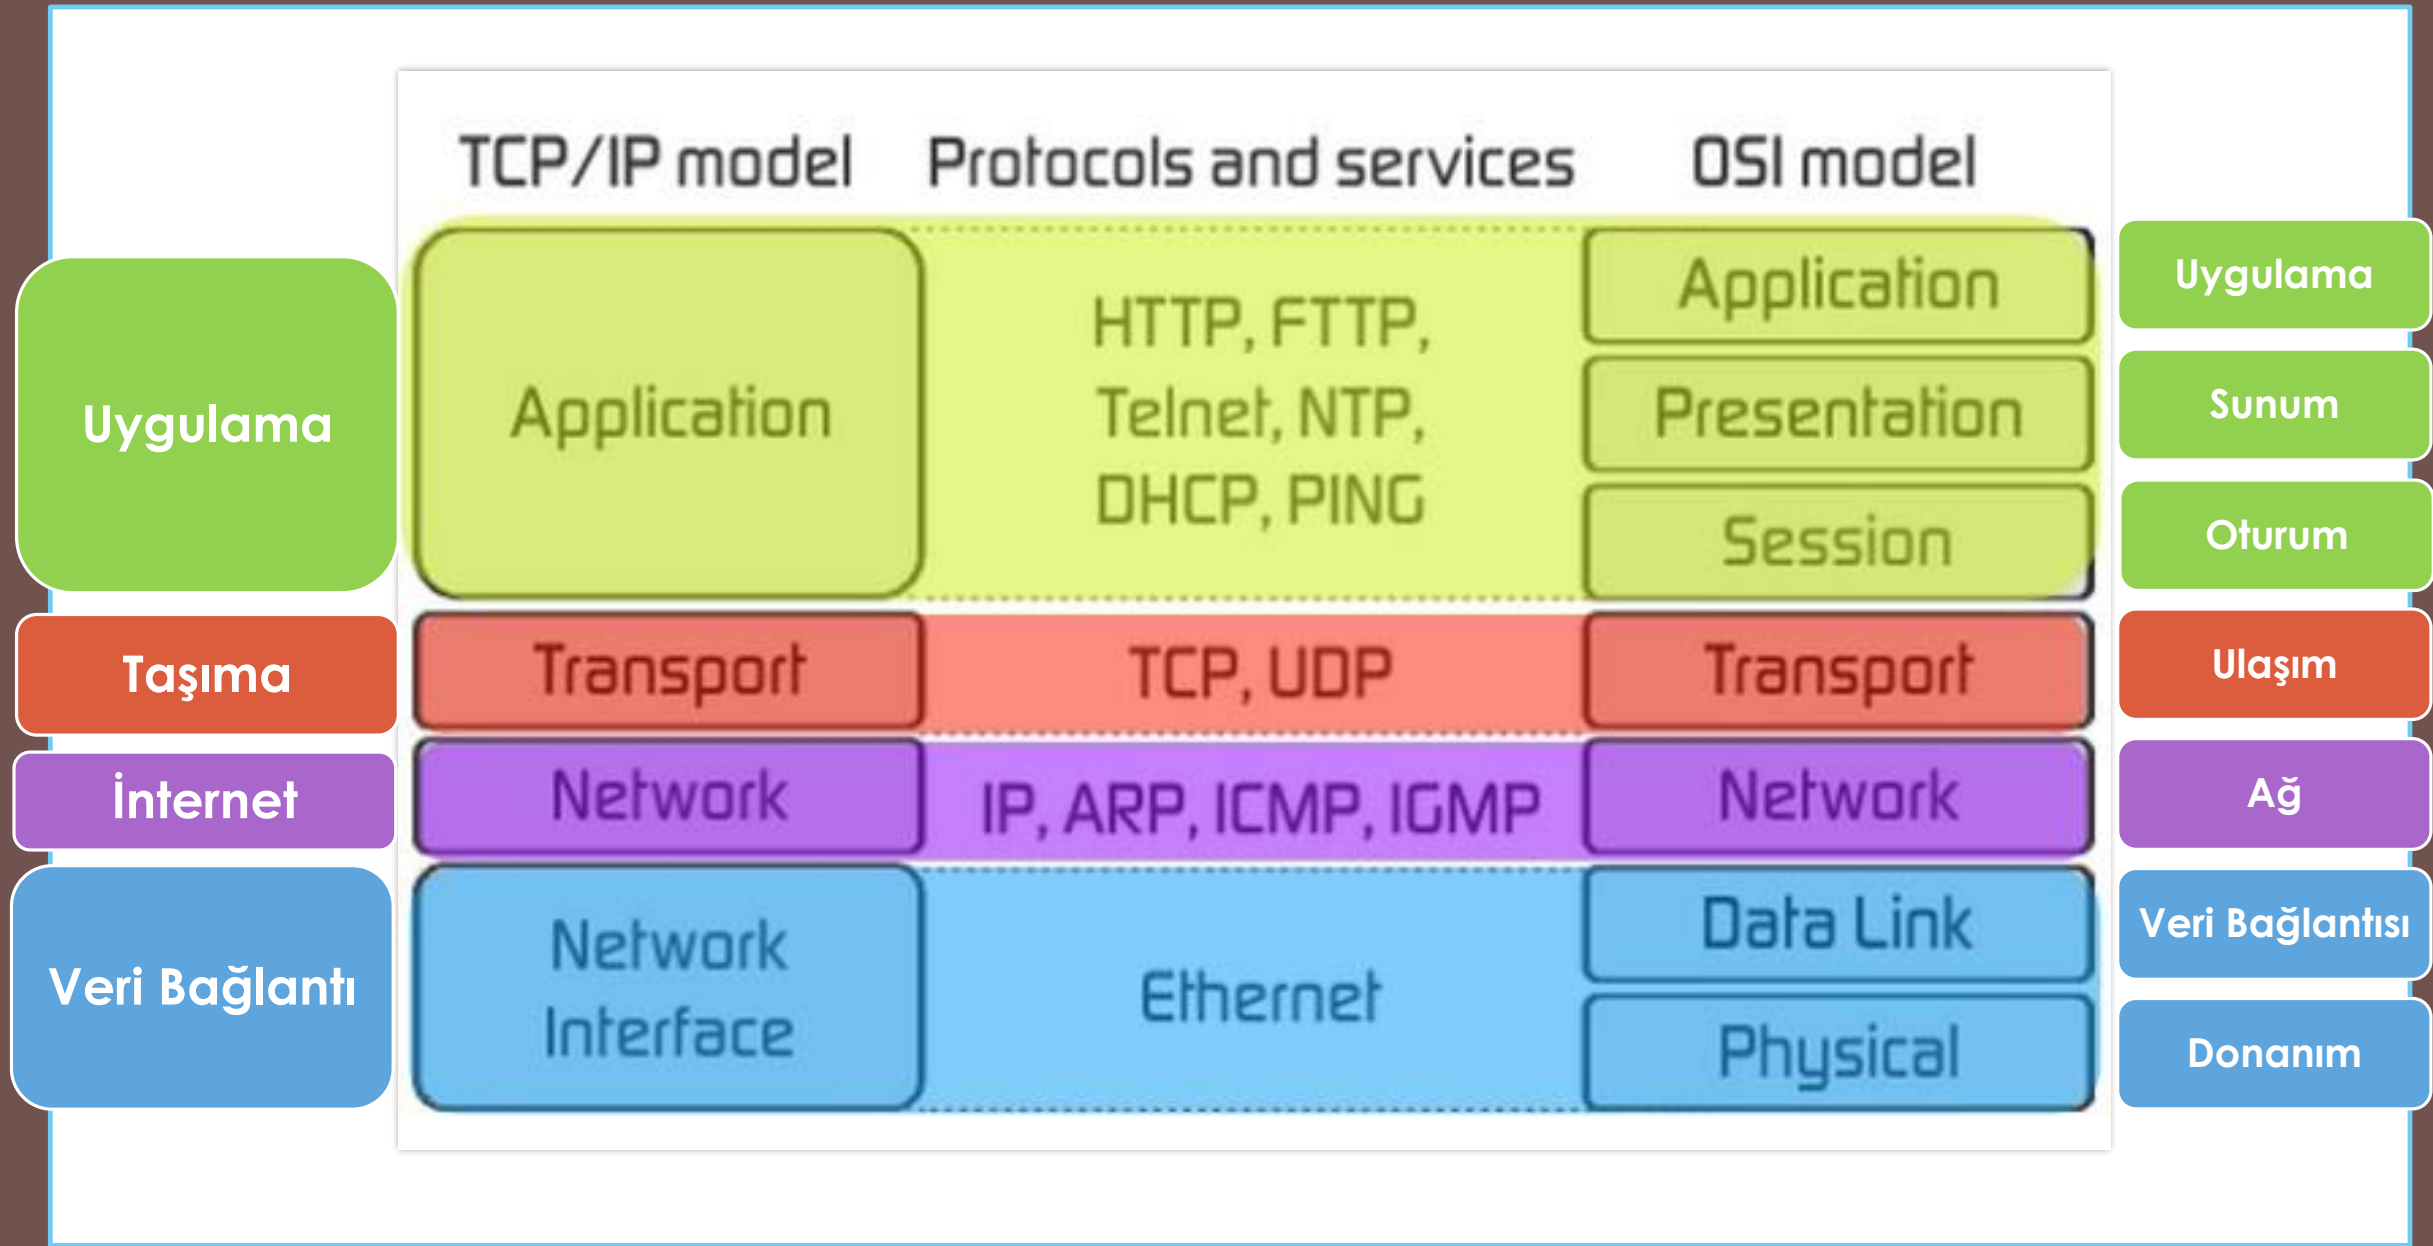 TCP/IP model
Protocols and services
OSI model
Uygulama
Application
HTTP, FTTP,
Telnet, NTP,
DHCP, PING
Application
Presentation
Session
Uygulama
Sunum
Oturum
Taşıma
Transport
TCP, UDP
Transport
Ulaşım
İnternet
Network
IP, ARP, ICMP, IGMP
Network
Ağ
Veri Bağlantı
Network
Interface
Ethernet
Data Link
Physical
Veri Bağlantısı
Donanım